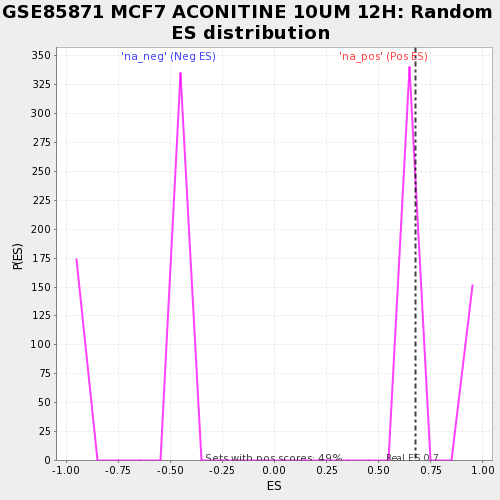 GSE85871 MCF7 ACONITINE 10UM 12H: Random
ES distribution
'na_neg' (Neg ES)
'na_pos' (Pos ES)
350
325
300
275
250
225
200
175
150
125
100
75
50
25
0
P(ES)
Sets with pos scores: 49%
Real ES 0.7
-1.00 -0.75 -0.50 -0.25 0.00 0.25 0.50 0.75 1.00
ES